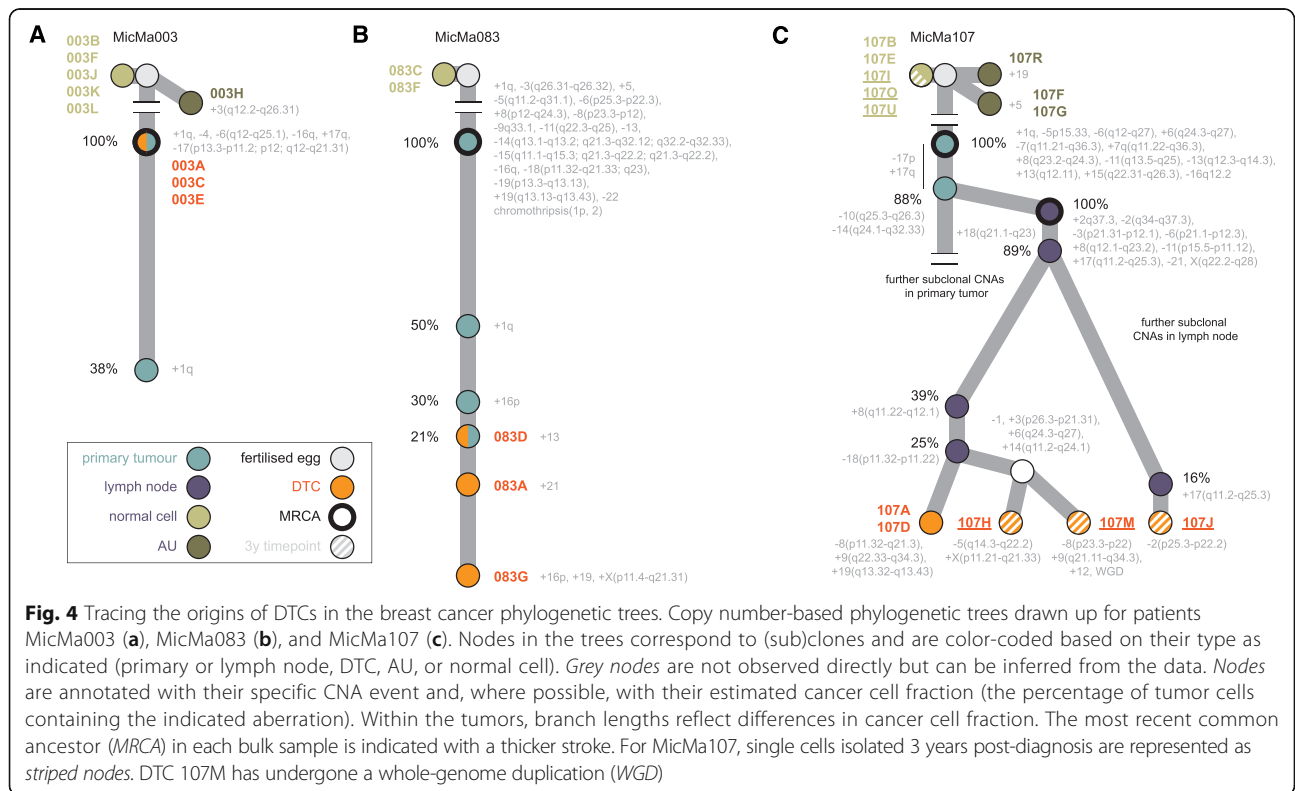 A
MicMa003
003B
003F
003J
003K
003L
003H
+3(q12.2-q26.31)
100%
+1q, -4, -6(q12-q25.1), -16q, +17q,
-17(p13.3-p11.2; p12; q12-q21.31)
003A
003C
003E
38%
+1q
primary tumour
lymph node
normal cell
AU
fertilised egg
DTC
MRCA
3y timepoint
B
MicMa083
083C
083F
100%
+1q, -3(q26.31-q26.32), +5,
-5(q11.2-q31.1), -6(p25.3-p22.3),
+8(p12-q24.3), -8(p23.3-p12),
-9q33.1, -11(q22.3-q25), -13,
-14(q13.1-q13.2; q21.3-q32.12; q32.2-q32.33),
-15(q11.1-q15.3; q21.3-q22.2; q21.3-q22.2),
-16q, -18(p11.32-q21.33; q23),
-19(p13.3-q13.13),
+19(q13.13-q13.43), -22
chromothripsis(1p, 2)
50%
+1q
30%
+16p
21%
083D
+13
083A
+21
083G
+16p, +19, +X(p11.4-q21.31)
C
MicMa107
107B
107E
107I
107O
107U
107R
+19
107F
107G
+5
100%
+1q, -5p15.33, -6(q12-q27), +6(q24.3-q27),
-7(q11.21-q36.3), +7q(q11.22-q36.3),
+8(q23.2-q24.3), -11(q13.5-q25), -13(q12.3-q14.3),
+13(q12.11), +15(q22.31-q26.3), -16q12.2
-17p
+17q
88%
-10(q25.3-q26.3)
-14(q24.1-q32.33)
further subclonal CNAs
in primary tumor
100%
+2q37.3, -2(q34-q37.3),
-3(p21.31-p12.1), -6(p21.1-p12.3),
+8(q12.1-q23.2), -11(p15.5-p11.12),
+17(q11.2-q25.3), -21, X(q22.2-q28)
+18(q21.1-q23)
89%
further subclonal
CNAs in lymph node
39%
+8(q11.22-q12.1)
25%
-18(p11.32-p11.22)
-1, +3(p26.3-p21.31),
+6(q24.3-q27),
+14(q11.2-q24.1)
16%
+17(q11.2-q25.3)
107A
107D
107H
107M
107J
-8(p11.32-q21.3),
+9(q22.33-q34.3),
+19(q13.32-q13.43)
-5(q14.3-q22.2)
+X(p11.21-q21.33)
-8(p23.3-p22)
+9(q21.11-q34.3),
+12, WGD
-2(p25.3-p22.2)
Fig. 4 Tracing the origins of DTCs in the breast cancer phylogenetic trees. Copy number-based phylogenetic trees drawn up for patients
MicMa003 (a), MicMa083 (b), and MicMa107 (c). Nodes in the trees correspond to (sub)clones and are color-coded based on their type as
indicated (primary or lymph node, DTC, AU, or normal cell). Grey nodes are not observed directly but can be inferred from the data. Nodes
are annotated with their specific CNA event and, where possible, with their estimated cancer cell fraction (the percentage of tumor cells
containing the indicated aberration). Within the tumors, branch lengths reflect differences in cancer cell fraction. The most recent common
ancestor (MRCA) in each bulk sample is indicated with a thicker stroke. For MicMa107, single cells isolated 3 years post-diagnosis are represented as
striped nodes. DTC 107M has undergone a whole-genome duplication (WGD)